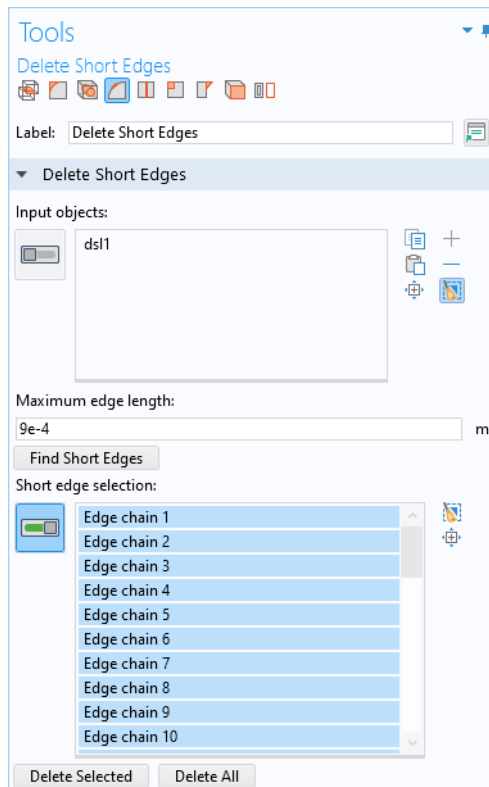 Tools
Delete Short Edges
Label: Delete Short Edges
Delete Short Edges
Input objects:
dsl1
Maximum edge length:
9e-4 m
Find Short Edges
Short edge selection:
Edge chain 1
Edge chain 2
Edge chain 3
Edge chain 4
Edge chain 5
Edge chain 6
Edge chain 7
Edge chain 8
Edge chain 9
Edge chain 10
Delete Selected Delete All